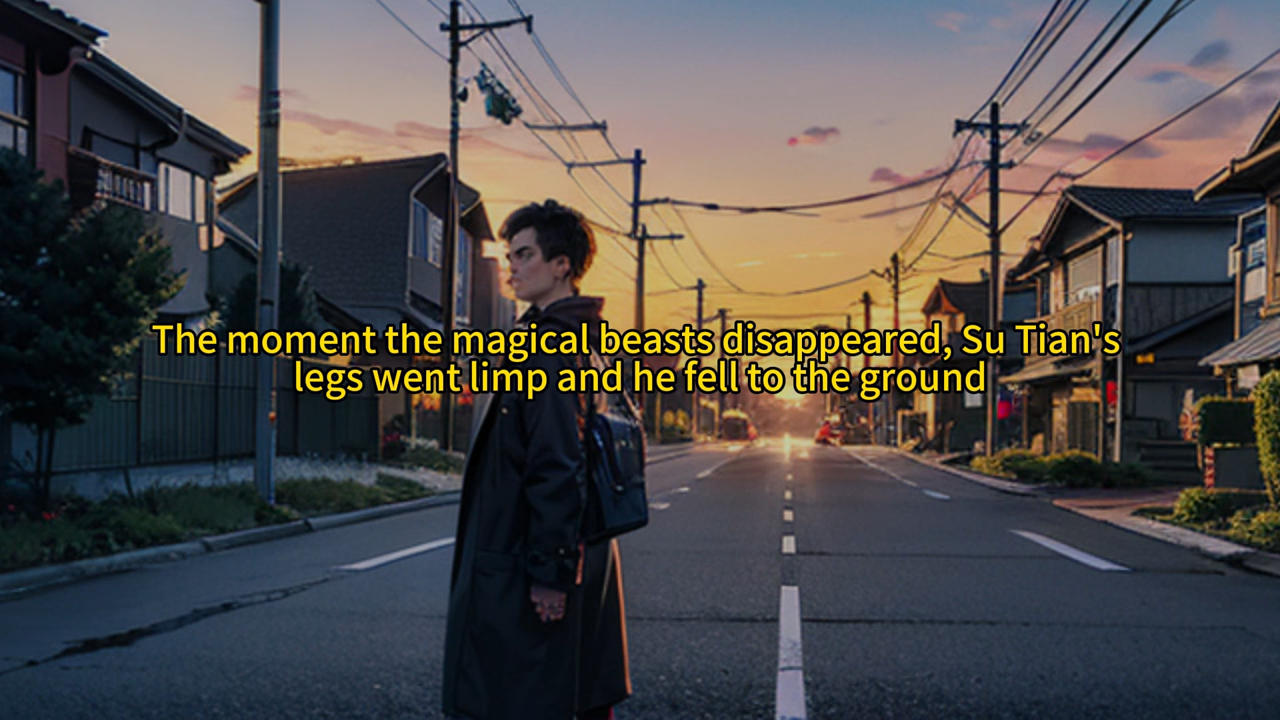 The moment the magical beasts disappeared, Su Tian's
legs went limp and he fell to the ground